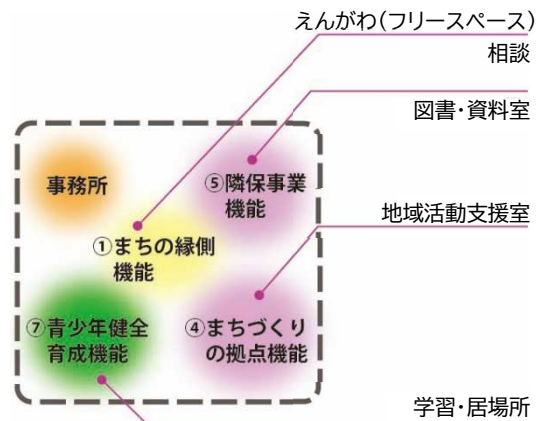 えんがわ(フリースペース)
相談
図書・資料室
事務所
⑤隣保事業
機能
地域活動支援室
①まちの縁側
機能
⑦青少年健全
育成機能
④まちづくり
の拠点機能
学習・居場所